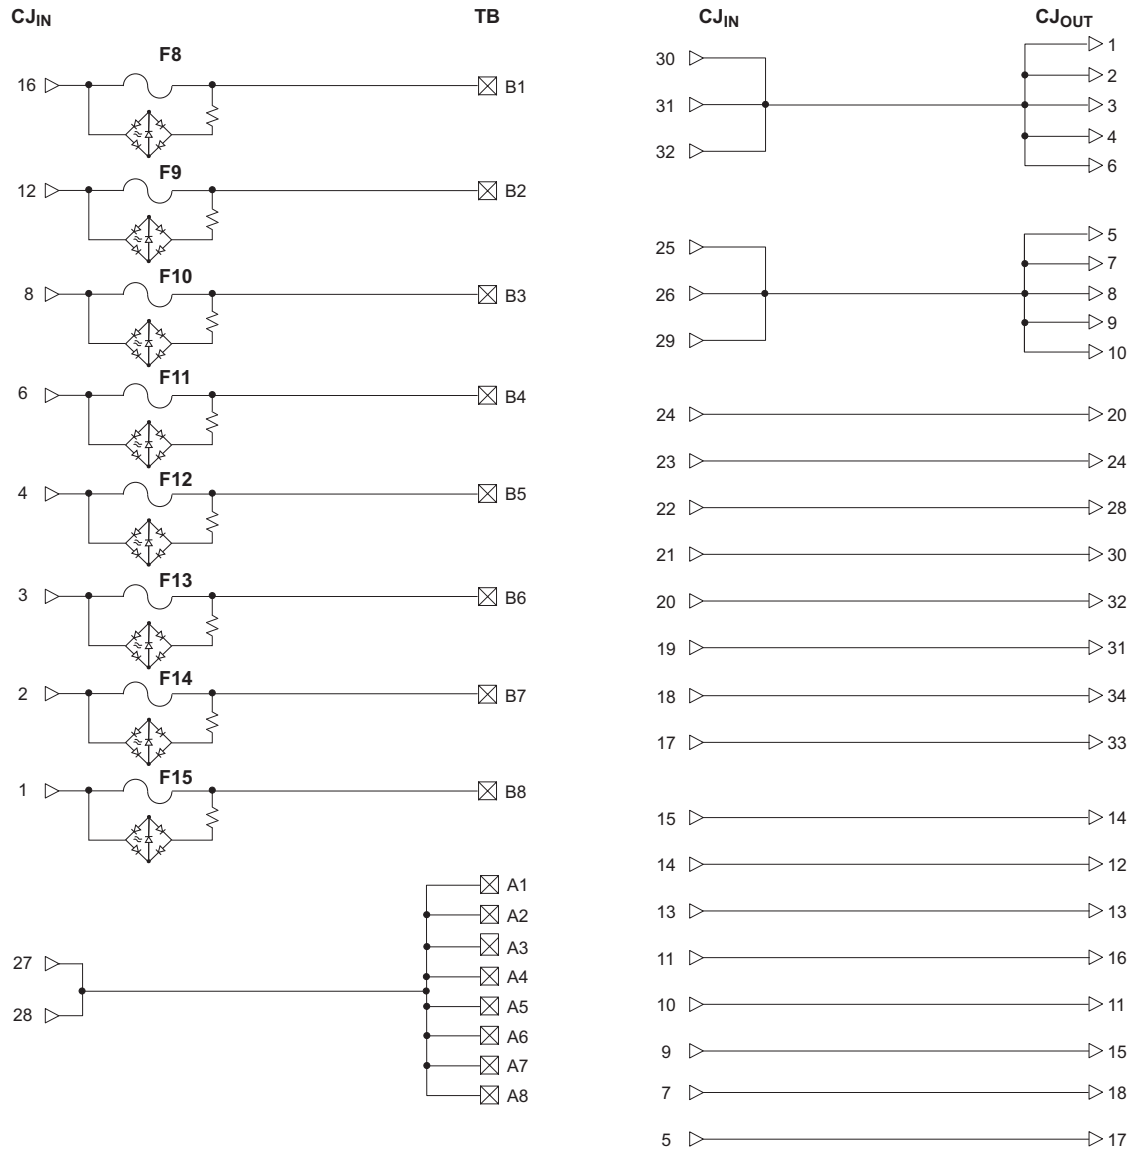 CJIN TB
F8
16 B1
F9
12 B2
F10
8 B3
F11
6 B4
F12
4 B5
F13
3 B6
F14
2 B7
F15
1 B8
A1
A2
A3
27 A4
A5
28 A6
A7
A8
CJIN CJOUT
1
30 2
31 3
4
32 6
5
25 7
26 8
9
29 10
24 20
23 24
22 28
21 30
20 32
19 31
18 34
17 33
15 14
14 12
13 13
11 16
10 11
9 15
7 18
5 17